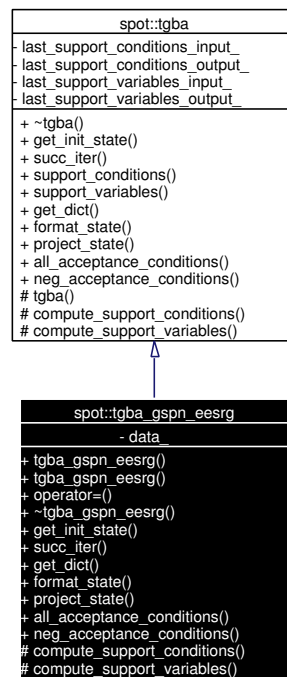 spot::tgba
- last_support_conditions_input_
- last_support_conditions_output_
- last_support_variables_input_
- last_support_variables_output_
+ ~tgba()
+ get_init_state()
+ succ_iter()
+ support_conditions()
+ support_variables()
+ get_dict()
+ format_state()
+ project_state()
+ all_acceptance_conditions()
+ neg_acceptance_conditions()
# tgba()
# compute_support_conditions()
# compute_support_variables()
spot::tgba_gspn_eesrg
- data_
+ tgba_gspn_eesrg()
+ tgba_gspn_eesrg()
+ operator=()
+ ~tgba_gspn_eesrg()
+ get_init_state()
+ succ_iter()
+ get_dict()
+ format_state()
+ project_state()
+ all_acceptance_conditions()
+ neg_acceptance_conditions()
# compute_support_conditions()
# compute_support_variables()